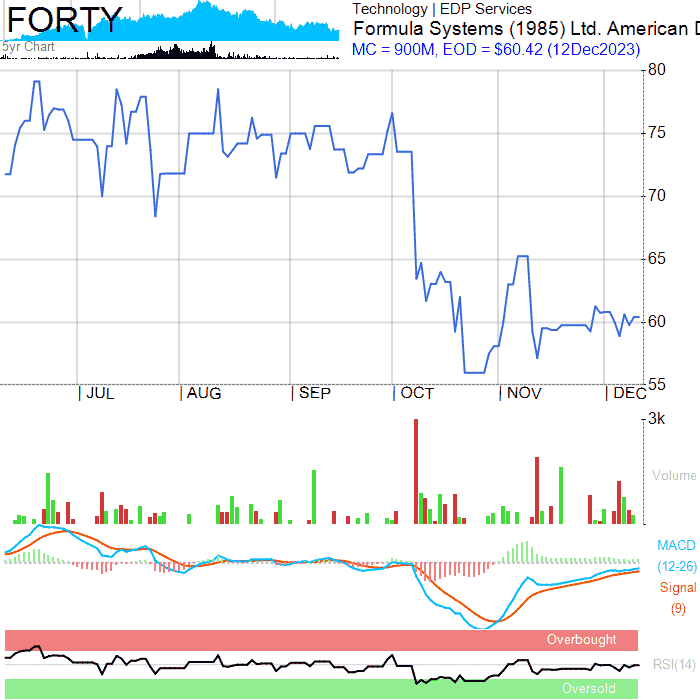 FORTY
5yr Chart
Technology | EDP Services
Formula Systems (1985) Ltd. American D
MC = 900M, EOD = $60.42 (12Dec2023)
80
75
70
65
60
55
| JUL | AUG | SEP | OCT | NOV | DEC
3k
Volume
MACD
(12-26)
Signal
(9)
Overbought
RSI(14)
Oversold